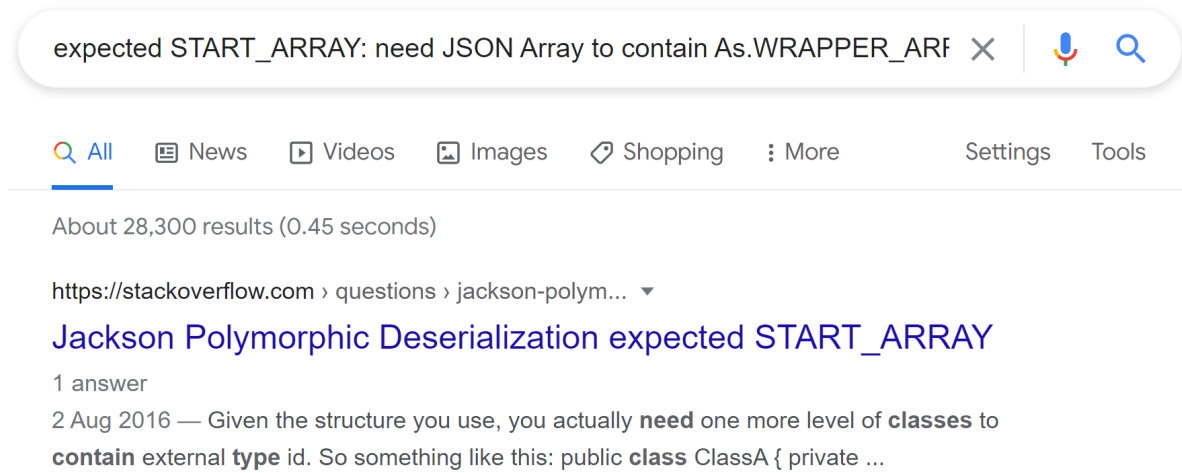 expected START_ARRAY: need JSON Array to contain As.WRAPPER_ARR
All News Videos Images Shopping More Settings Tools
About 28,300 results (0.45 seconds)
https://stackoverflow.com › questions › jackson-polym...
Jackson Polymorphic Deserialization expected START_ARRAY
1 answer
2 Aug 2016 — Given the structure you use, you actually need one more level of classes to
contain external type id. So something like this: public class ClassA { private ...